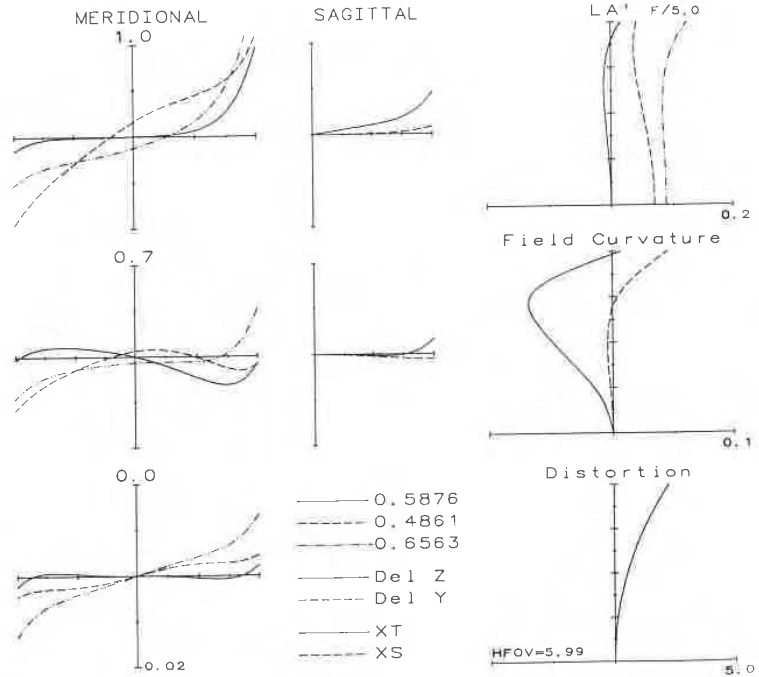 MERIDIONAL
SAGITTAL
LA' F/5.0
1.0
0.2
0.7
Field Curvature
0.1
0.0
Distortion
0.5876
0.4861
0.6563
Del Z
Del Y
XT
XS
HFOV=5.99
0.02
5.0